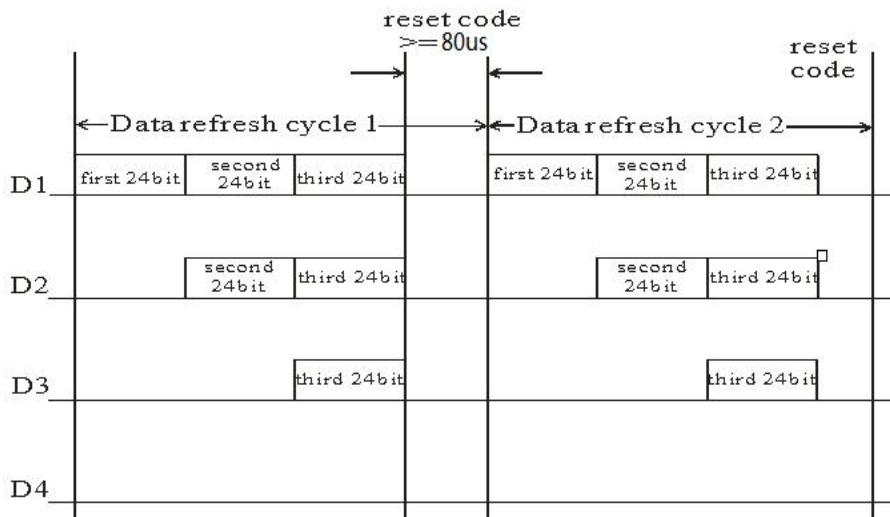 reset code
>=80us
reset
code
Data refresh cycle 1
Data refresh cycle 2
D1
first 24bit
second
24bit
third 24bit
first 24bit
second
24bit
third 24bit
D2
second
24bit
third 24bit
second
24bit
third 24bit
D3
third 24bit
third 24bit
D4